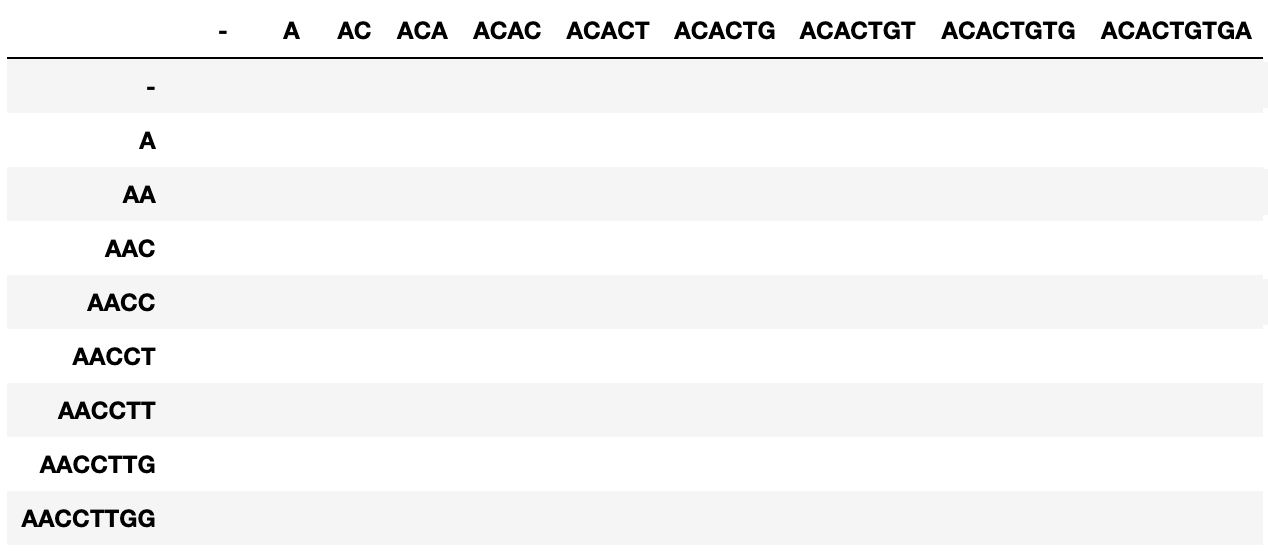 - A AC ACA ACAC ACACT ACACTG ACACTGT ACACTGTG ACACTGTGA
-
A
AA
AAC
AACC
AACCT
AACCTT
AACCTTG
AACCTTGG